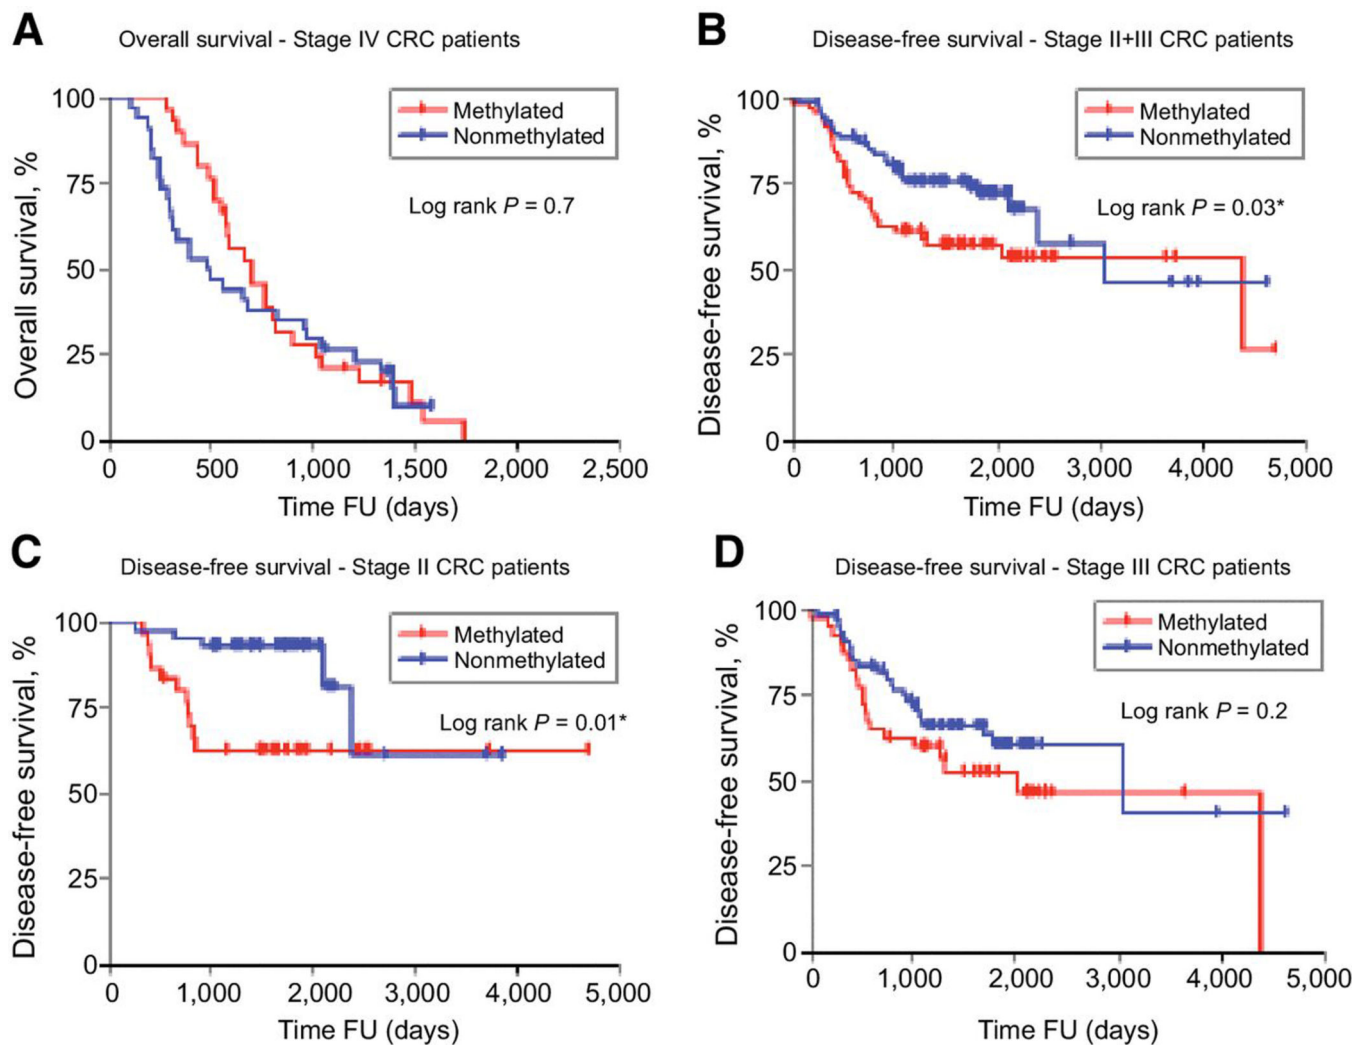 A
Overall survival - Stage IV CRC patients
100
75
50
25
0
Overall survival, %
Methylated
Nonmethylated
Log rank P = 0.7
0 500 1,000 1,500 2,000 2,500
Time FU (days)
B
Disease-free survival - Stage II+III CRC patients
100
75
50
25
0
Disease-free survival, %
Methylated
Nonmethylated
Log rank P = 0.03*
0 1,000 2,000 3,000 4,000 5,000
Time FU (days)
C
Disease-free survival - Stage II CRC patients
100
75
50
25
0
Disease-free survival, %
Methylated
Nonmethylated
Log rank P = 0.01*
0 1,000 2,000 3,000 4,000 5,000
Time FU (days)
D
Disease-free survival - Stage III CRC patients
100
75
50
25
0
Disease-free survival, %
Methylated
Nonmethylated
Log rank P = 0.2
0 1,000 2,000 3,000 4,000 5,000
Time FU (days)